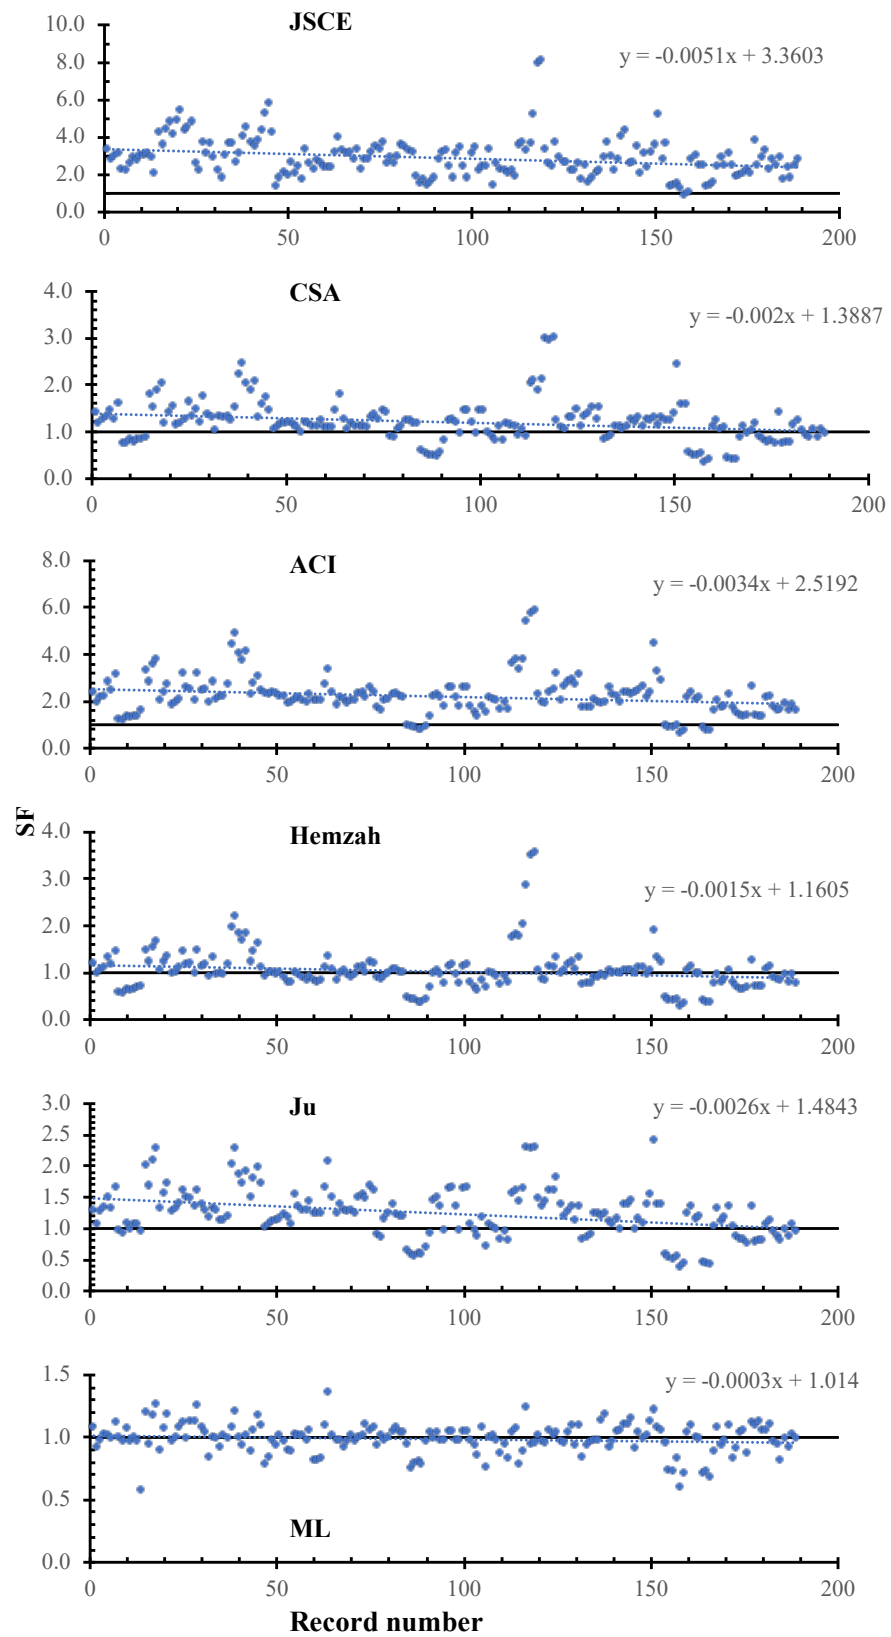 JSCE
y = -0.0051x + 3.3603
10.0
8.0
6.0
4.0
2.0
0.0
0 50 100 150 200
CSA
y = -0.002x + 1.3887
4.0
3.0
2.0
1.0
0.0
0 50 100 150 200
ACI
y = -0.0034x + 2.5192
8.0
6.0
4.0
2.0
0.0
0 50 100 150 200
SF
Hemzah
y = -0.0015x + 1.1605
4.0
3.0
2.0
1.0
0.0
0 50 100 150 200
Ju
y = -0.0026x + 1.4843
3.0
2.5
2.0
1.5
1.0
0.5
0.0
0 50 100 150 200
y = -0.0003x + 1.014
1.5
1.0
0.5
0.0
ML
0 50 100 150 200
Record number